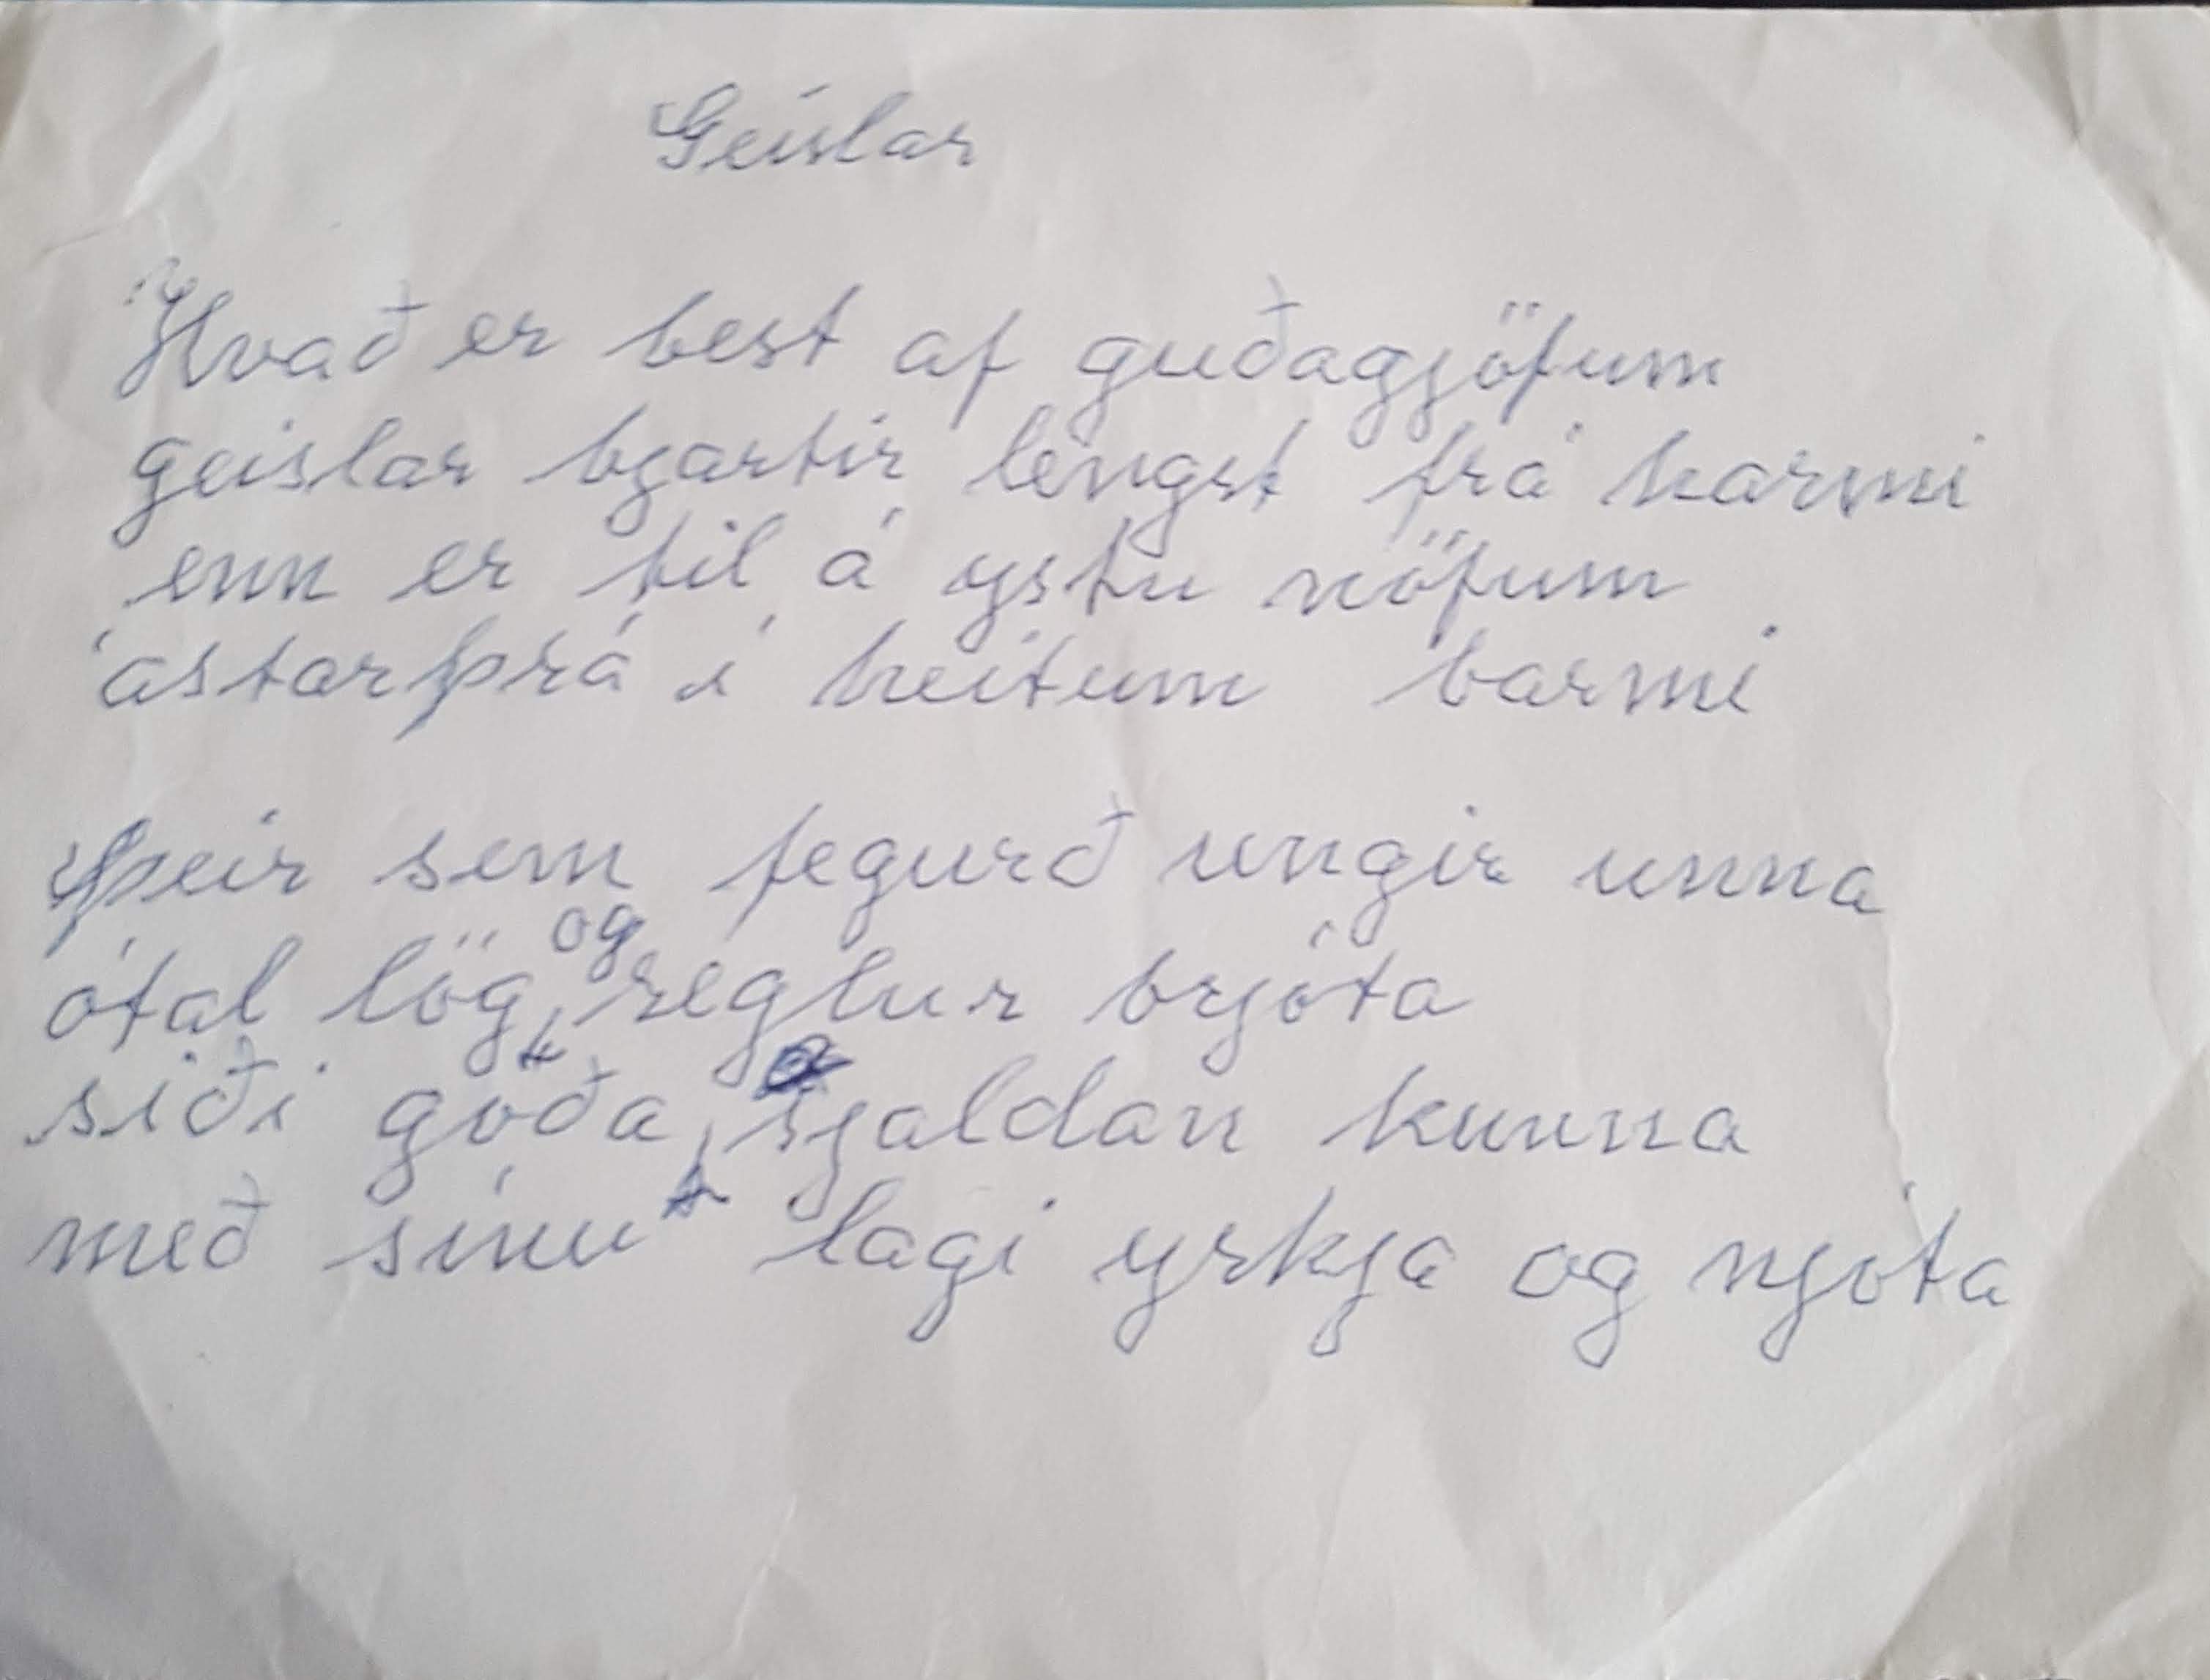 Geislar
Hvað er best af guðagjöfum
geislar bjartir lengst frá harmi
enn er til á ystu nöfum
ástarþrá í heitum barmi
Þeir sem fegurð ungir unna
ótal lög og reglur brjóta
siði góða, sjaldan kunna
með sínu lagi yrkja og njóta